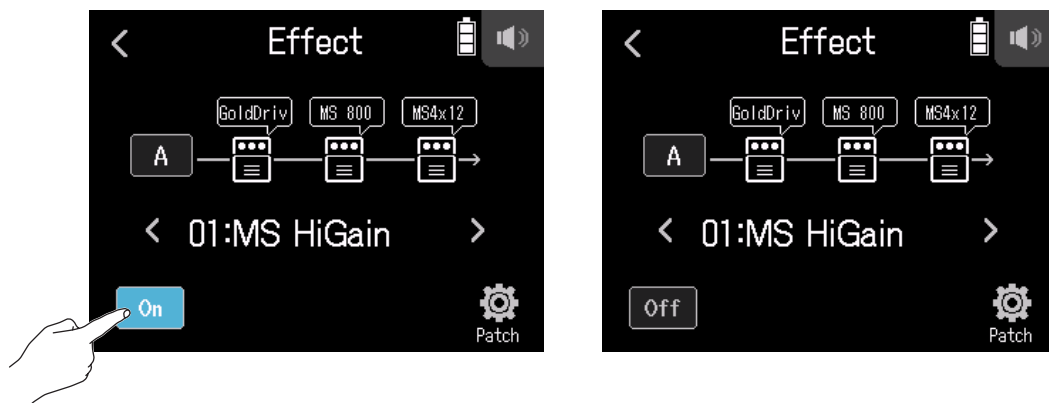 Effect
GoldDriv MS 800 MS4x12
A
01:MS HiGain
On
Patch
Effect
GoldDriv MS 800 MS4x12
A
01:MS HiGain
Off
Patch